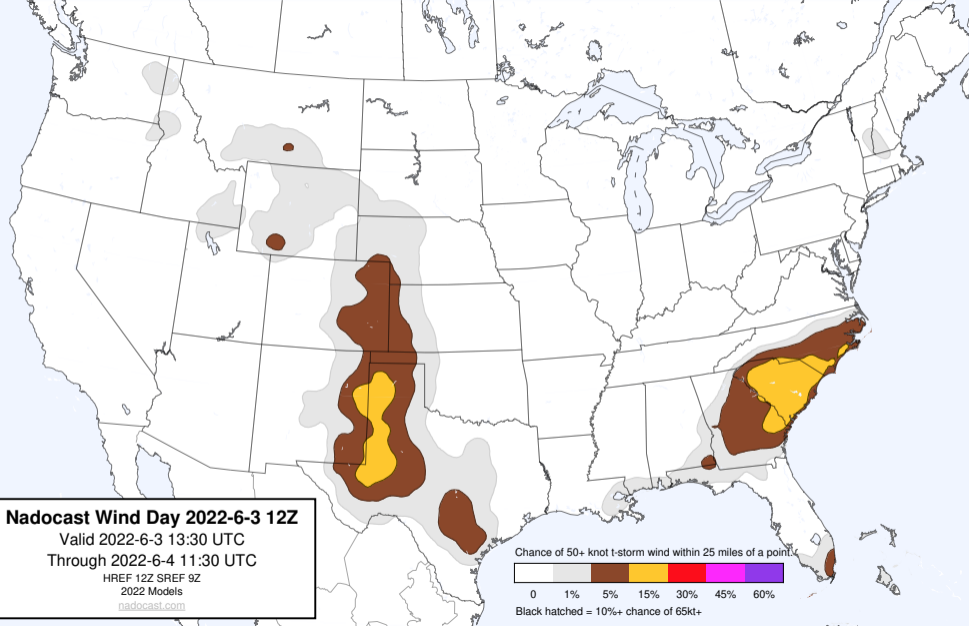 Nadocast Wind Day 2022-6-3 12Z
Valid 2022-6-3 13:30 UTC
Through 2022-6-4 11:30 UTC
HREF 12Z SREF 9Z
2022 Models
nadocast.com
Chance of 50+ knot t-storm wind within 25 miles of a point.
0 1% 5% 15% 30% 45% 60%
Black hatched = 10%+ chance of 65kt+